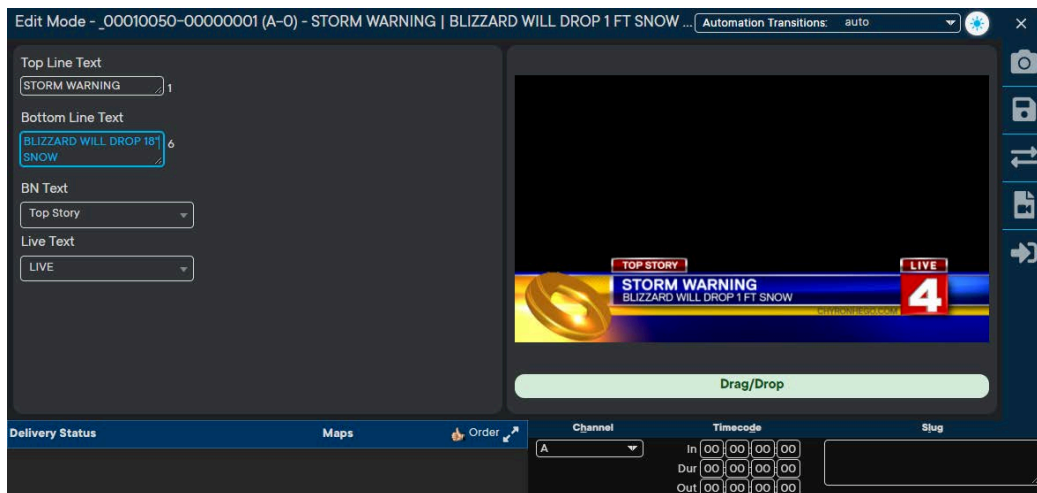 Edit Mode - _00010050-00000001 (A-0) - STORM WARNING | BLIZZARD WILL DROP 1 FT SNOW ...
Automation Transitions: auto
Top Line Text
STORM WARNING
1
Bottom Line Text
BLIZZARD WILL DROP 18"
SNOW
6
BN Text
Top Story
Live Text
LIVE
TOP STORY
LIVE
STORM WARNING
BLIZZARD WILL DROP 1 FT SNOW
4
CHYRONHEGO.COM
Drag/Drop
Delivery Status Maps Order
Channel Timecode Slug
A
In 00 00 00 00
Dur 00 00 00 00
Out 00 00 00 00